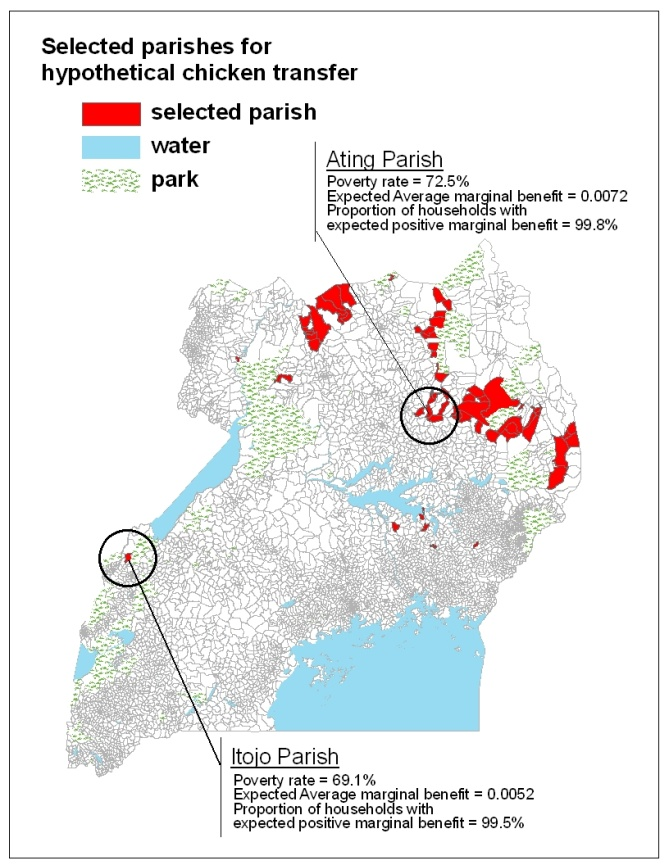 Selected parishes for
hypothetical chicken transfer
selected parish
water
park
Ating Parish
Poverty rate = 72.5%
Expected Average marginal benefit = 0.0072
Proportion of households with
expected positive marginal benefit = 99.8%
Itojo Parish
Poverty rate = 69.1%
Expected Average marginal benefit = 0.0052
Proportion of households with
expected positive marginal benefit = 99.5%